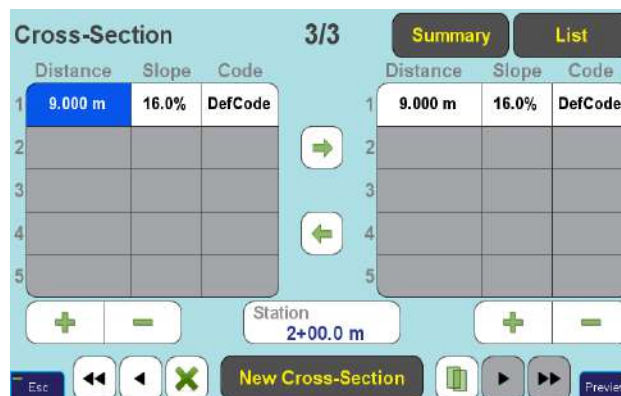 Cross-Section 3/3 Summary List
Distance Slope Code Distance Slope Code
1 9.000 m 16.0% DefCode 1 9.000 m 16.0% DefCode
2 2
3 3
4 4
5 5
Station
2+00.0 m
Esc New Cross-Section Preview